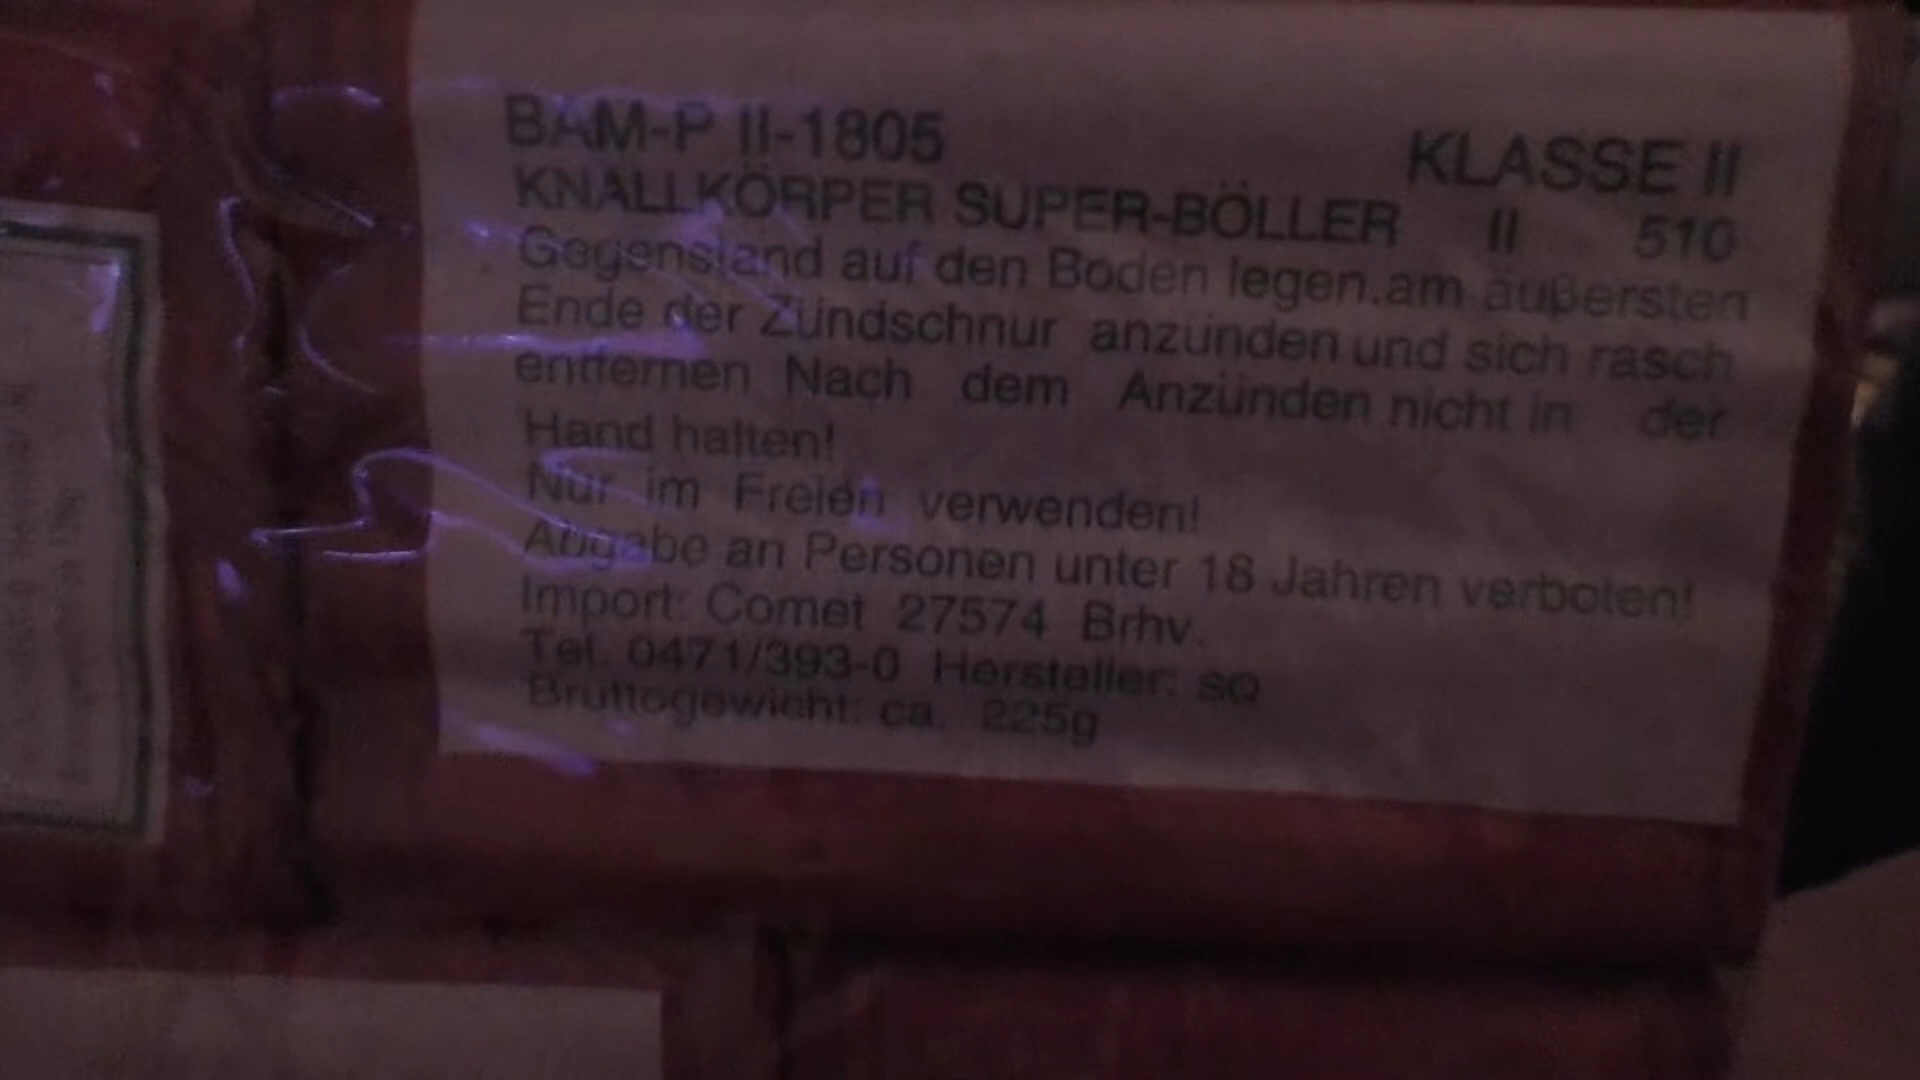 BAM-P II-1805 KLASSE II
KNALLKÖRPER SUPER-BÖLLER II 510
Gegenstand auf den Boden legen.am äußersten
Ende der Zündschnur anzünden und sich rasch
entfernen Nach dem Anzünden nicht in der
Hand halten!
Nur im Freien verwenden!
Abgabe an Personen unter 18 Jahren verboten!
Import: Comet 27574 Brhv.
Tel. 0471/393-0 Hersteller: SQ
Bruttogewicht: ca. 225g